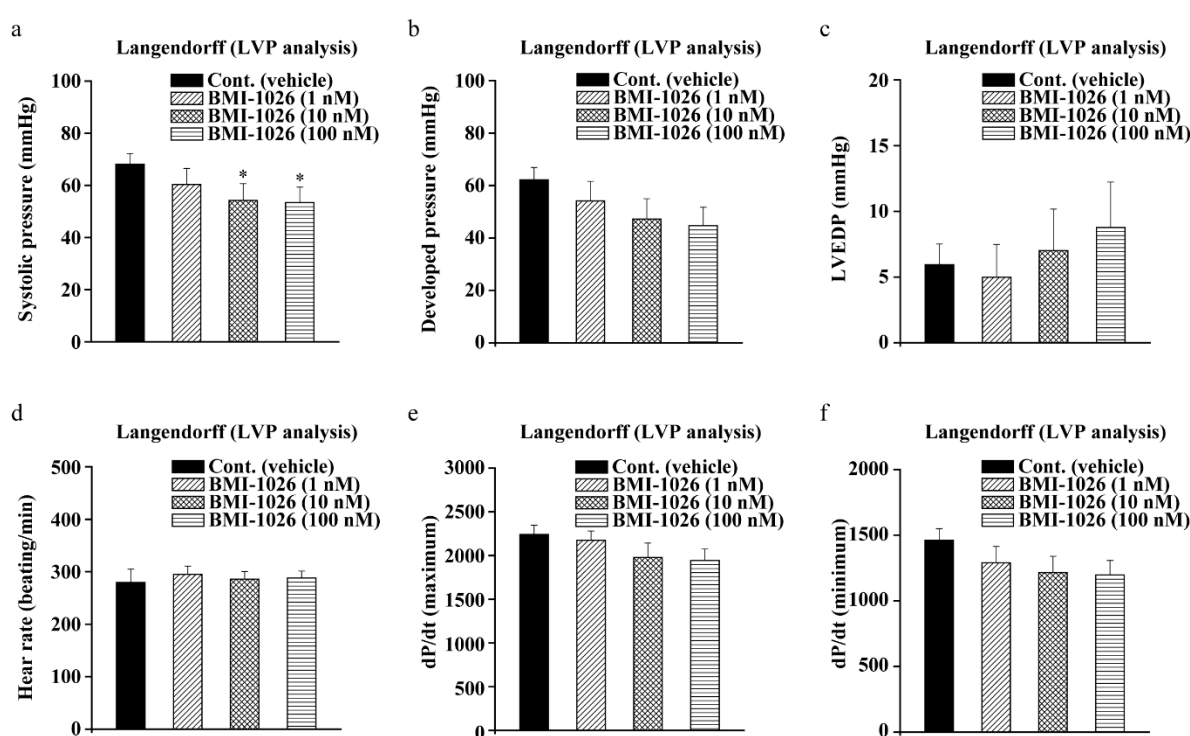 a
Langendorff (LVP analysis)
Cont. (vehicle)
BMI-1026 (1 nM)
BMI-1026 (10 nM)
BMI-1026 (100 nM)
Systolic pressure (mmHg)
100
80
60
40
20
0
*
*
b
Langendorff (LVP analysis)
Cont. (vehicle)
BMI-1026 (1 nM)
BMI-1026 (10 nM)
BMI-1026 (100 nM)
Developed pressure (mmHg)
100
80
60
40
20
0
c
Langendorff (LVP analysis)
Cont. (vehicle)
BMI-1026 (1 nM)
BMI-1026 (10 nM)
BMI-1026 (100 nM)
LVEDP (mmHg)
20
15
10
5
0
d
Langendorff (LVP analysis)
Cont. (vehicle)
BMI-1026 (1 nM)
BMI-1026 (10 nM)
BMI-1026 (100 nM)
Hear rate (beating/min)
500
400
300
200
100
0
e
Langendorff (LVP analysis)
Cont. (vehicle)
BMI-1026 (1 nM)
BMI-1026 (10 nM)
BMI-1026 (100 nM)
dP/dt (maximum)
3000
2500
2000
1500
1000
500
0
f
Langendorff (LVP analysis)
Cont. (vehicle)
BMI-1026 (1 nM)
BMI-1026 (10 nM)
BMI-1026 (100 nM)
dP/dt (minimum)
2000
1500
1000
500
0